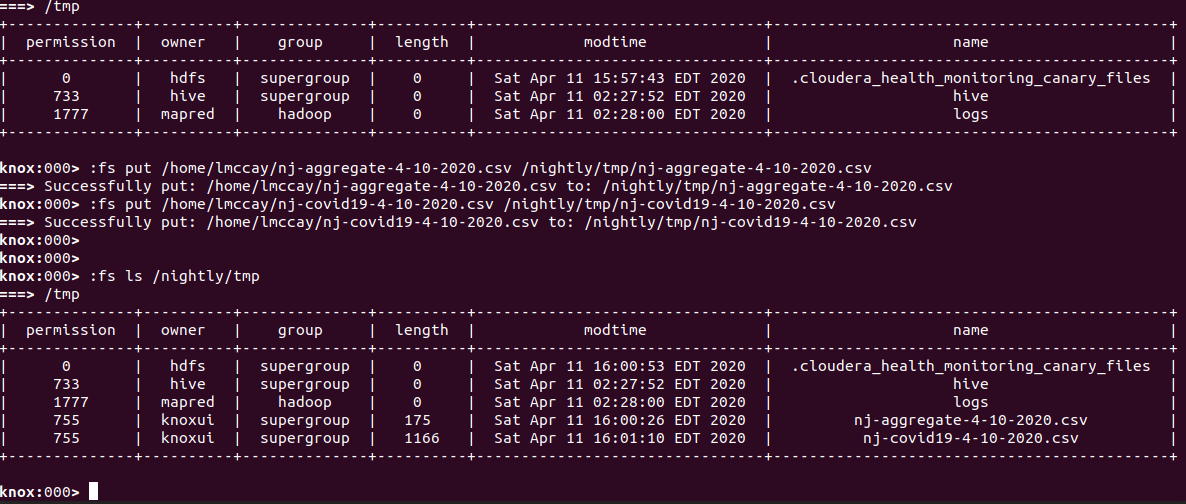 ===> /tmp
+--------------+----------+--------------+----------+--------------------------------+--------------------------------------------+
|  permission  |  owner   |    group     |  length  |            modtime             |                    name                    |
+--------------+----------+--------------+----------+--------------------------------+--------------------------------------------+
|      0       |   hdfs   |  supergroup  |    0     |  Sat Apr 11 15:57:43 EDT 2020  |  .cloudera_health_monitoring_canary_files  |
|     733      |   hive   |  supergroup  |    0     |  Sat Apr 11 02:27:52 EDT 2020  |                    hive                    |
|     1777     |  mapred  |    hadoop    |    0     |  Sat Apr 11 02:28:00 EDT 2020  |                    logs                    |
+--------------+----------+--------------+----------+--------------------------------+--------------------------------------------+
knox:000> :fs put /home/lmccay/nj-aggregate-4-10-2020.csv /nightly/tmp/nj-aggregate-4-10-2020.csv
===> Successfully put: /home/lmccay/nj-aggregate-4-10-2020.csv to: /nightly/tmp/nj-aggregate-4-10-2020.csv
knox:000> :fs put /home/lmccay/nj-covid19-4-10-2020.csv /nightly/tmp/nj-covid19-4-10-2020.csv
===> Successfully put: /home/lmccay/nj-covid19-4-10-2020.csv to: /nightly/tmp/nj-covid19-4-10-2020.csv
knox:000>
knox:000>
knox:000> :fs ls /nightly/tmp
===> /tmp
+--------------+----------+--------------+----------+--------------------------------+--------------------------------------------+
|  permission  |  owner   |    group     |  length  |            modtime             |                    name                    |
+--------------+----------+--------------+----------+--------------------------------+--------------------------------------------+
|      0       |   hdfs   |  supergroup  |    0     |  Sat Apr 11 16:00:53 EDT 2020  |  .cloudera_health_monitoring_canary_files  |
|     733      |   hive   |  supergroup  |    0     |  Sat Apr 11 02:27:52 EDT 2020  |                    hive                    |
|     1777     |  mapred  |    hadoop    |    0     |  Sat Apr 11 02:28:00 EDT 2020  |                    logs                    |
|     755      |  knoxui  |  supergroup  |   175    |  Sat Apr 11 16:00:26 EDT 2020  |         nj-aggregate-4-10-2020.csv         |
|     755      |  knoxui  |  supergroup  |   1166   |  Sat Apr 11 16:01:10 EDT 2020  |          nj-covid19-4-10-2020.csv          |
+--------------+----------+--------------+----------+--------------------------------+--------------------------------------------+
knox:000>